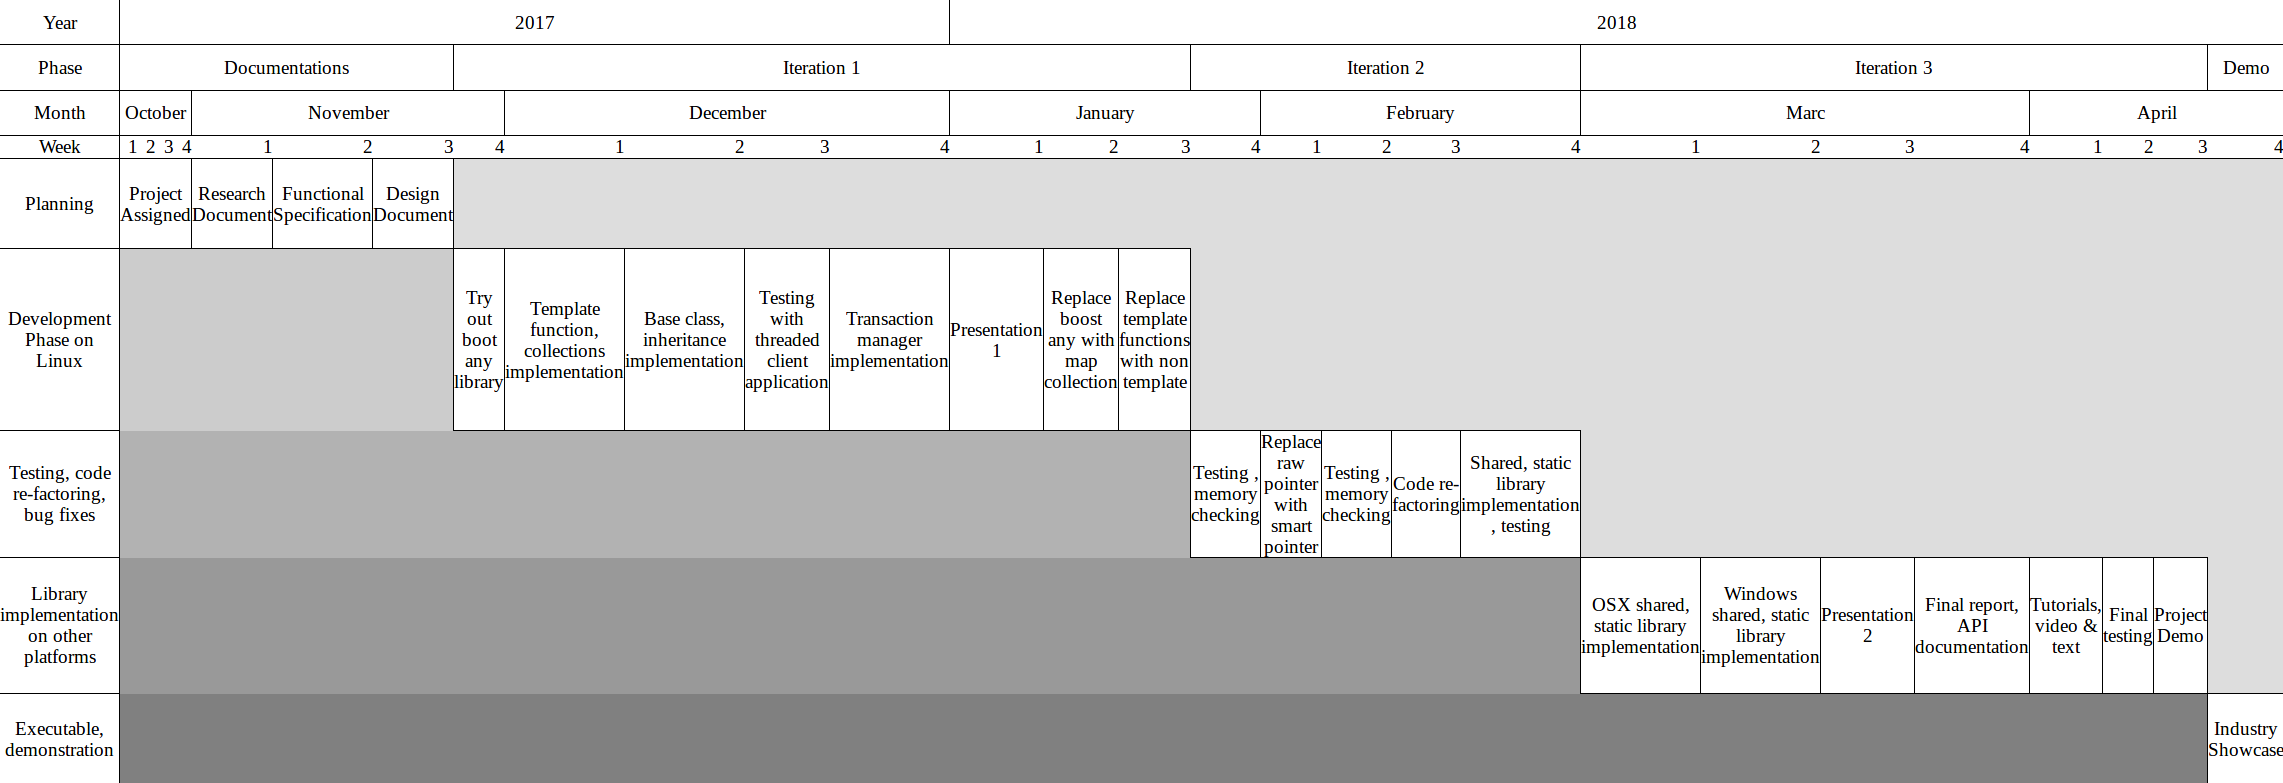 Year 2017 2018
Phase Documentations Iteration 1 Iteration 2 Iteration 3 Demo
Month October November December January February Marc April
Week 1 2 3 4 1 2 3 4 1 2 3 4 1 2 3 4 1 2 3 4 1 2 3 4 1 2 3 4
Planning
Project
Assigned
Research
Document
Functional
Specification
Design
Document
Development
Phase on
Linux
Try
out
boot
any
library
Template
function,
collections
implementation
Base class,
inheritance
implementation
Testing
with
threaded
client
application
Transaction
manager
implementation
Presentation
1
Replace
boost
any with
map
collection
Replace
template
functions
with non
template
Testing, code
re-factoring,
bug fixes
Testing ,
memory
checking
Replace
raw
pointer
with
smart
pointer
Testing ,
memory
checking
Code re-
factoring
Shared, static
library
implementation
, testing
Library
implementation
on other
platforms
OSX shared,
static library
implementation
Windows
shared, static
library
implementation
Presentation
2
Final report,
API
documentation
Tutorials,
video &
text
Final
testing
Project
Demo
Executable,
demonstration
Industry
Showcase